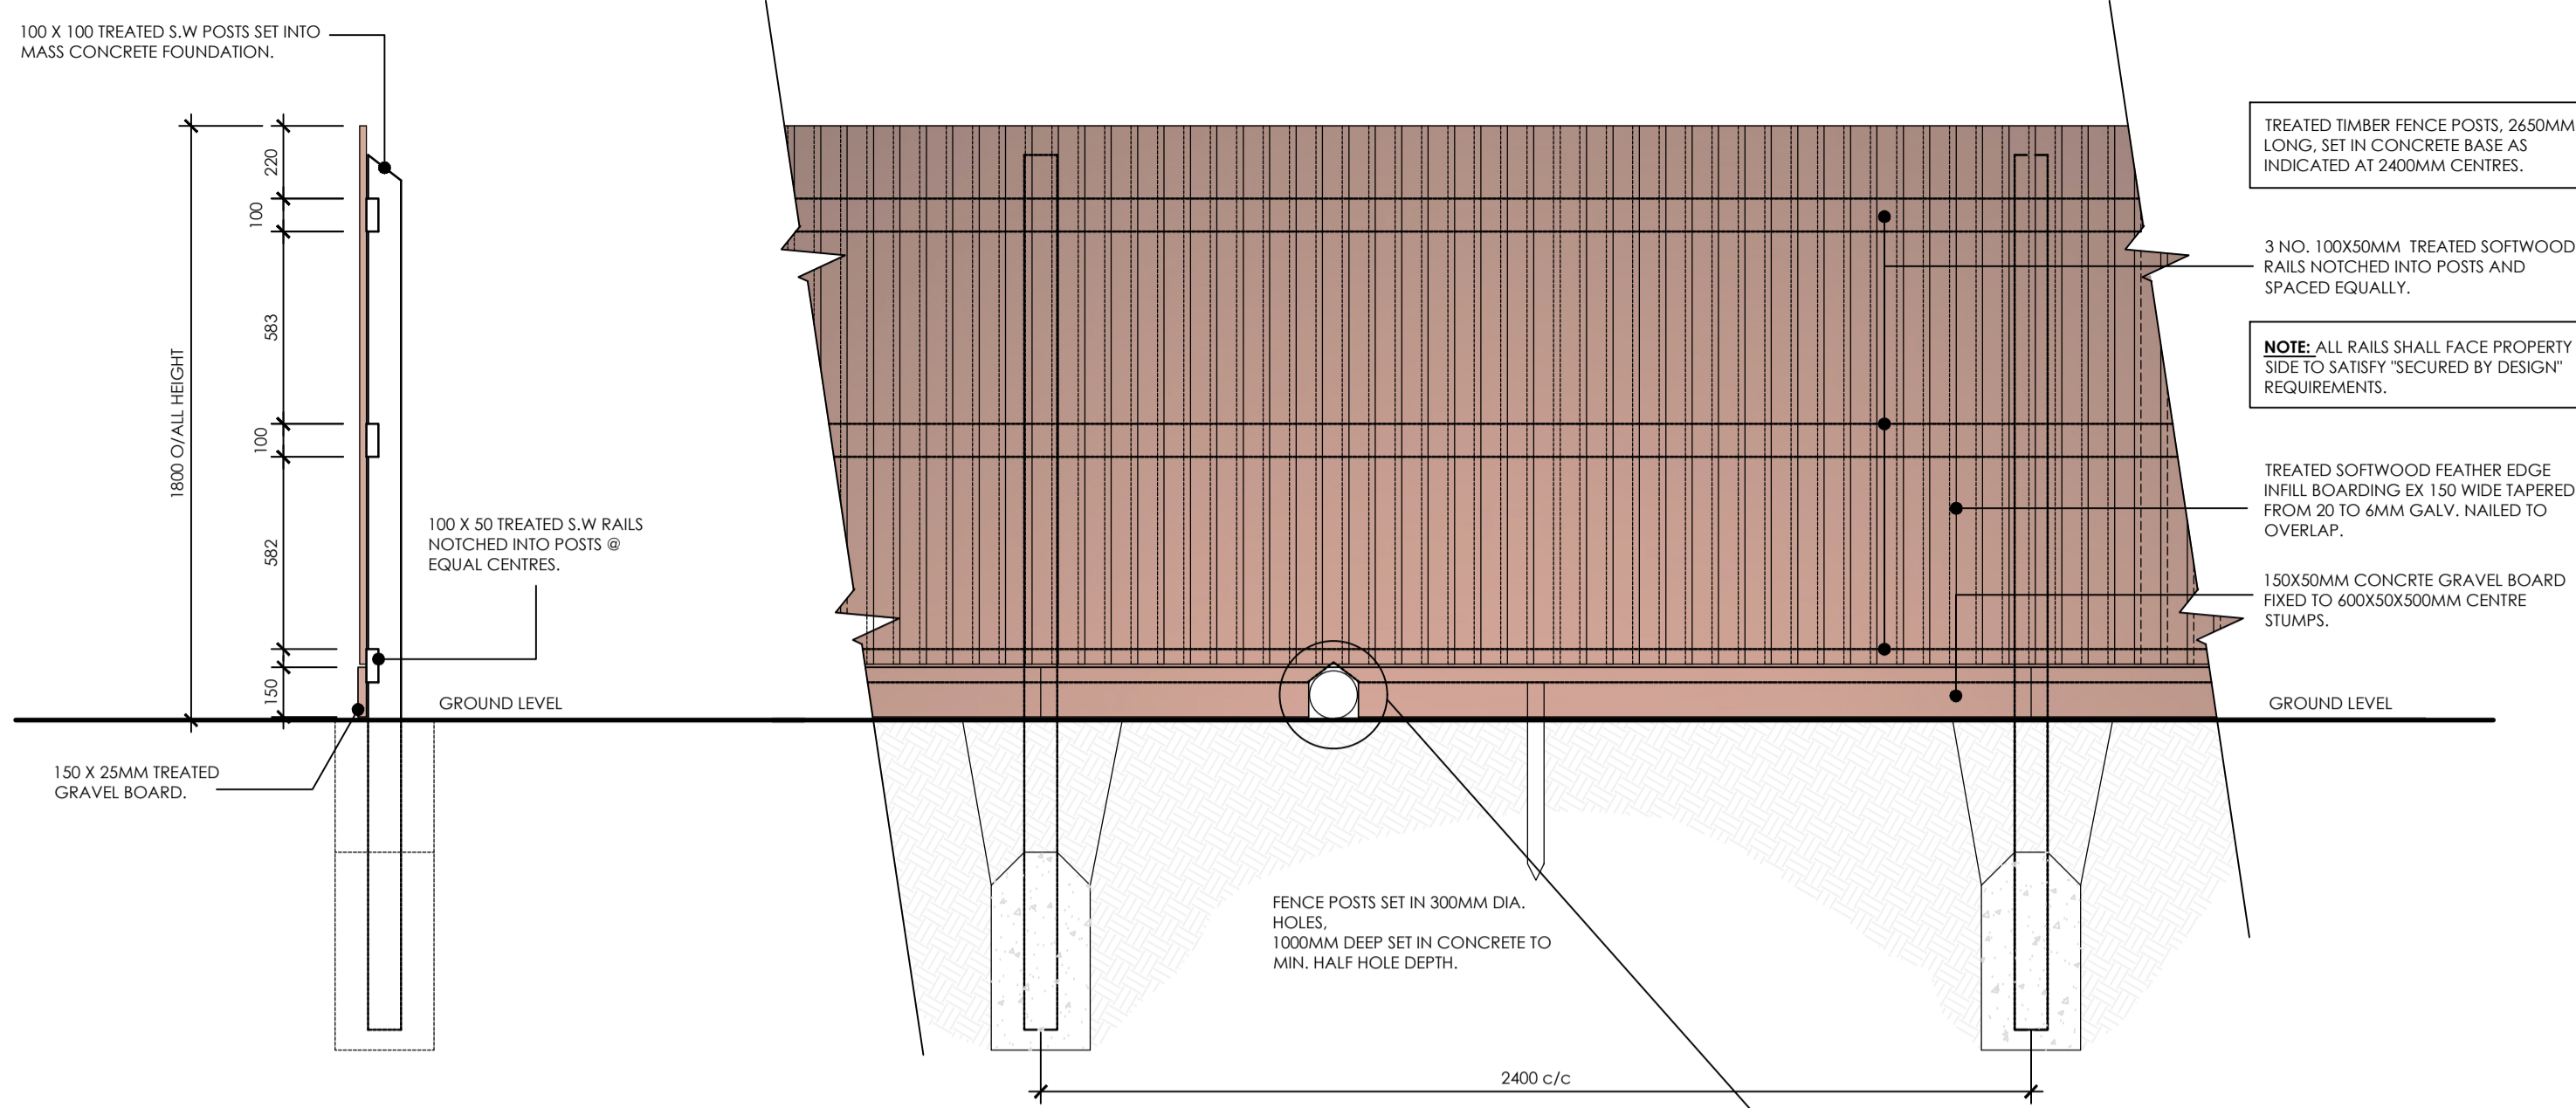 100 X 100 TREATED S.W POSTS SET INTO
MASS CONCRETE FOUNDATION.
220
100
583
100
582
150
1800 O/ALL HEIGHT
100 X 50 TREATED S.W RAILS
NOTCHED INTO POSTS @
EQUAL CENTRES.
GROUND LEVEL
150 X 25MM TREATED
GRAVEL BOARD.
FENCE POSTS SET IN 300MM DIA.
HOLES,
1000MM DEEP SET IN CONCRETE TO
MIN. HALF HOLE DEPTH.
2400 c/c
TREATED TIMBER FENCE POSTS, 2650MM
LONG, SET IN CONCRETE BASE AS
INDICATED AT 2400MM CENTRES.
3 NO. 100X50MM TREATED SOFTWOOD
RAILS NOTCHED INTO POSTS AND
SPACED EQUALLY.
NOTE: ALL RAILS SHALL FACE PROPERTY
SIDE TO SATISFY "SECURED BY DESIGN"
REQUIREMENTS.
TREATED SOFTWOOD FEATHER EDGE
INFILL BOARDING EX 150 WIDE TAPERED
FROM 20 TO 6MM GALV. NAILED TO
OVERLAP.
150X50MM CONCRTE GRAVEL BOARD
FIXED TO 600X50X500MM CENTRE
STUMPS.
GROUND LEVEL